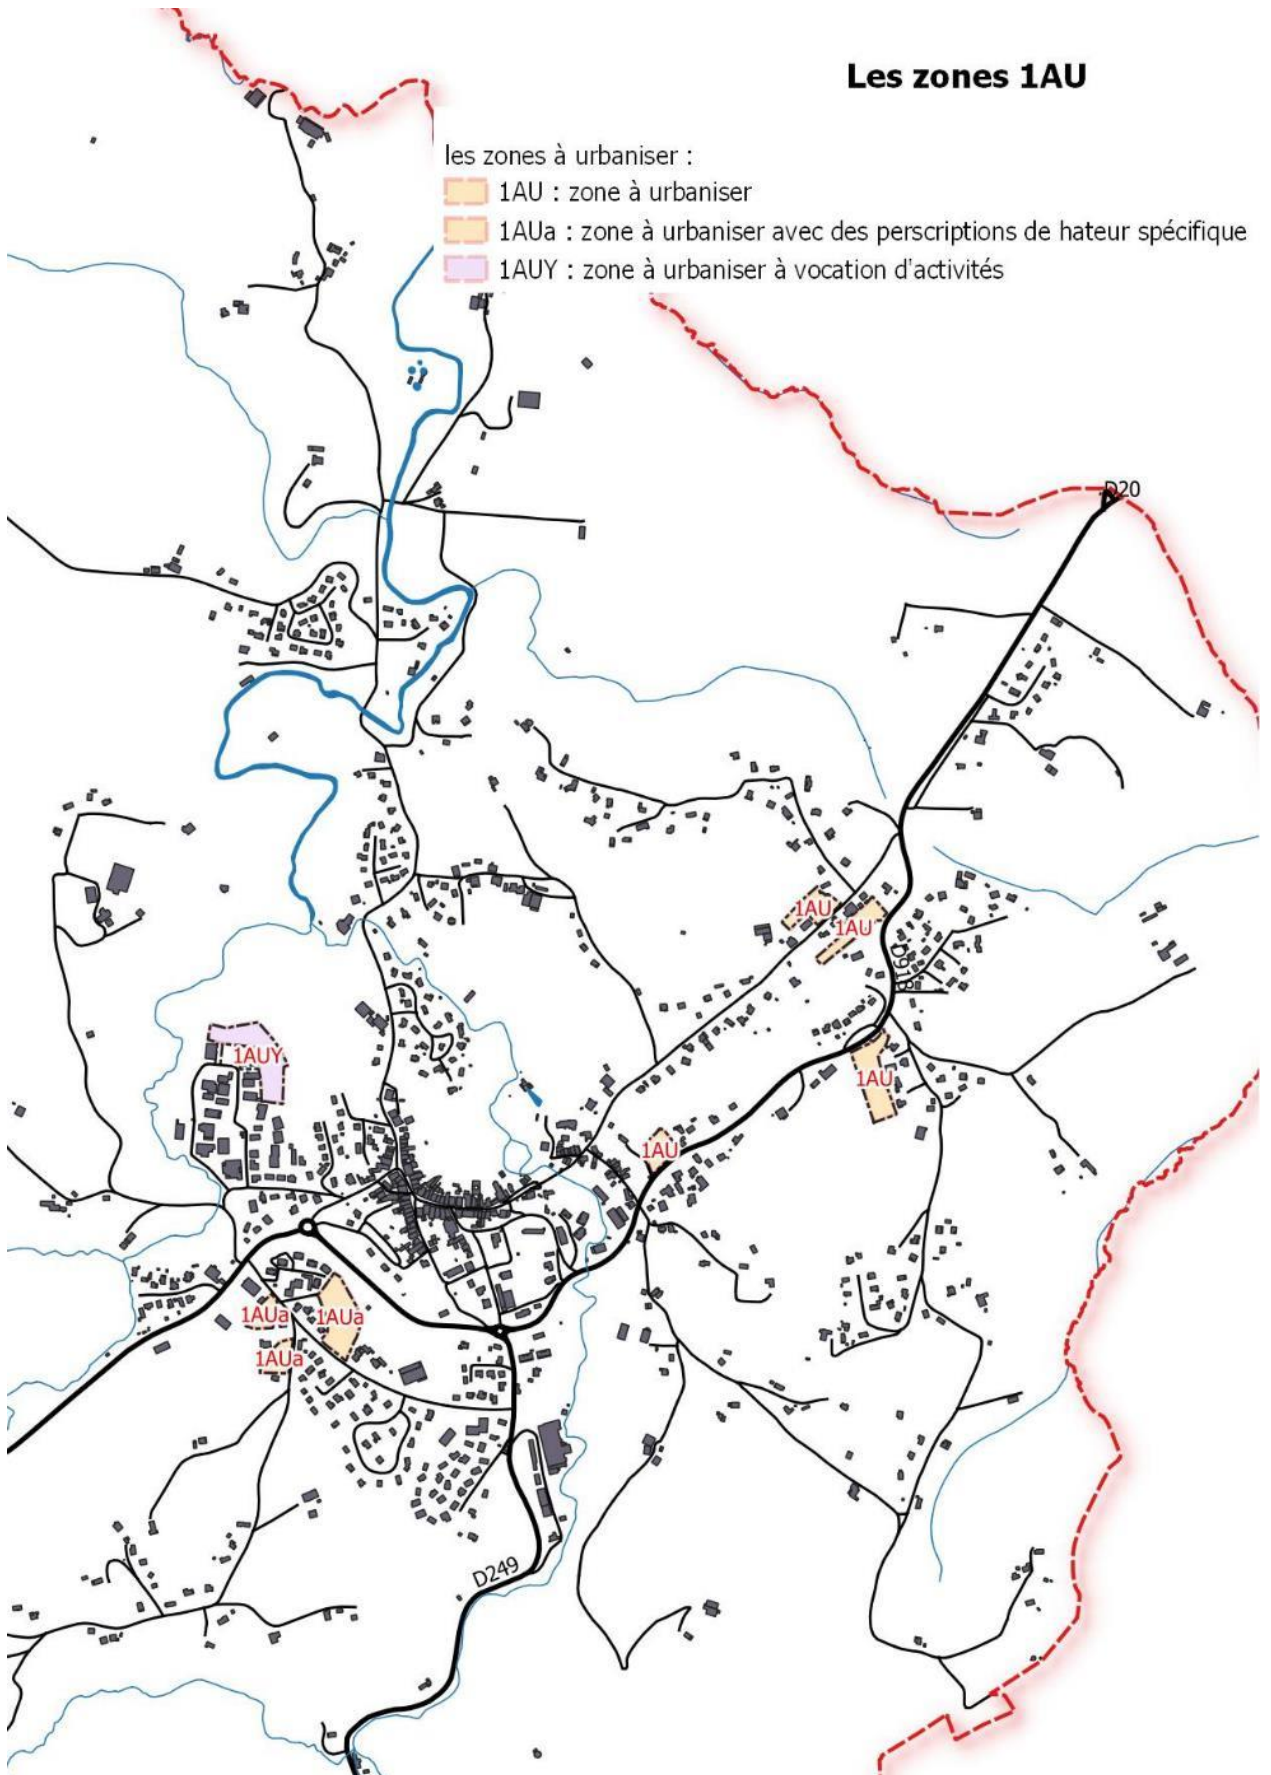 Les zones 1AU
les zones à urbaniser :
1AU : zone à urbaniser
1AUa : zone à urbaniser avec des perscriptions de hateur spécifique
1AUY : zone à urbaniser à vocation d'activités
D20
1AU
1AU
D918
1AUY
1AU
1AU
1AUa
1AUa
1AUa
D249